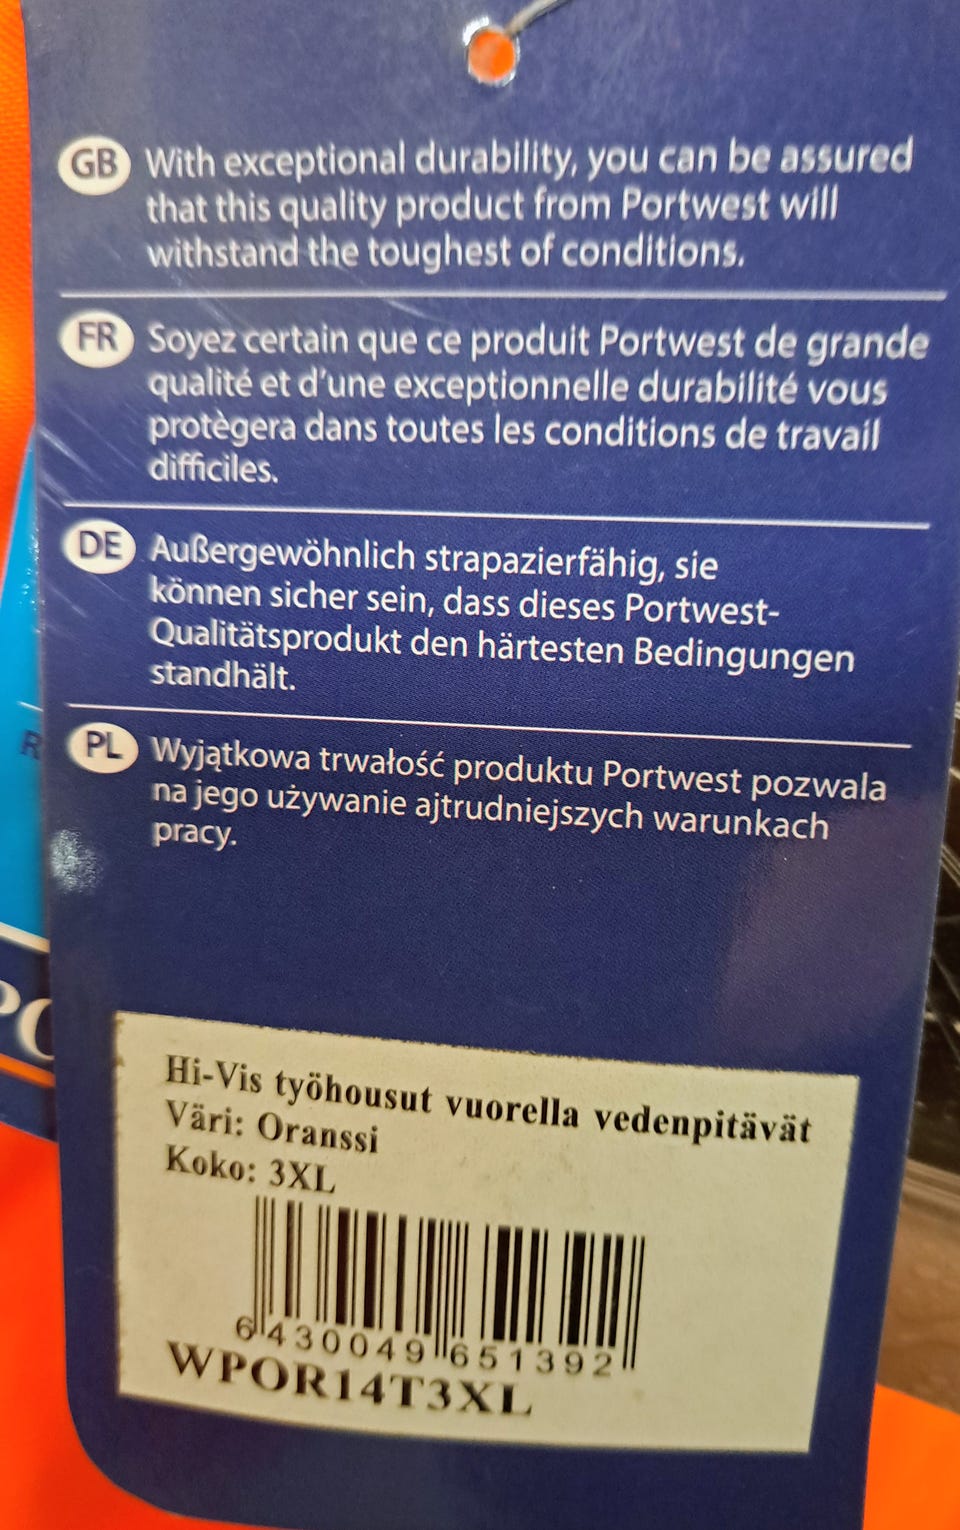 GB With exceptional durability, you can be assured
that this quality product from Portwest will
withstand the toughest of conditions.
FR Soyez certain que ce produit Portwest de grande
qualité et d'une exceptionnelle durabilité vous
protègera dans toutes les conditions de travail
difficiles.
DE Außergewöhnlich strapazierfähig, sie
können sicher sein, dass dieses Portwest-
Qualitätsprodukt den härtesten Bedingungen
standhält.
PL Wyjątkowa trwałość produktu Portwest pozwala
na jego używanie ajtrudniejszych warunkach
pracy.
R
PO
Hi-Vis työhousut vuorella vedenpitävät
Väri: Oranssi
Koko: 3XL
6 430049 651392
WPOR14T3XL